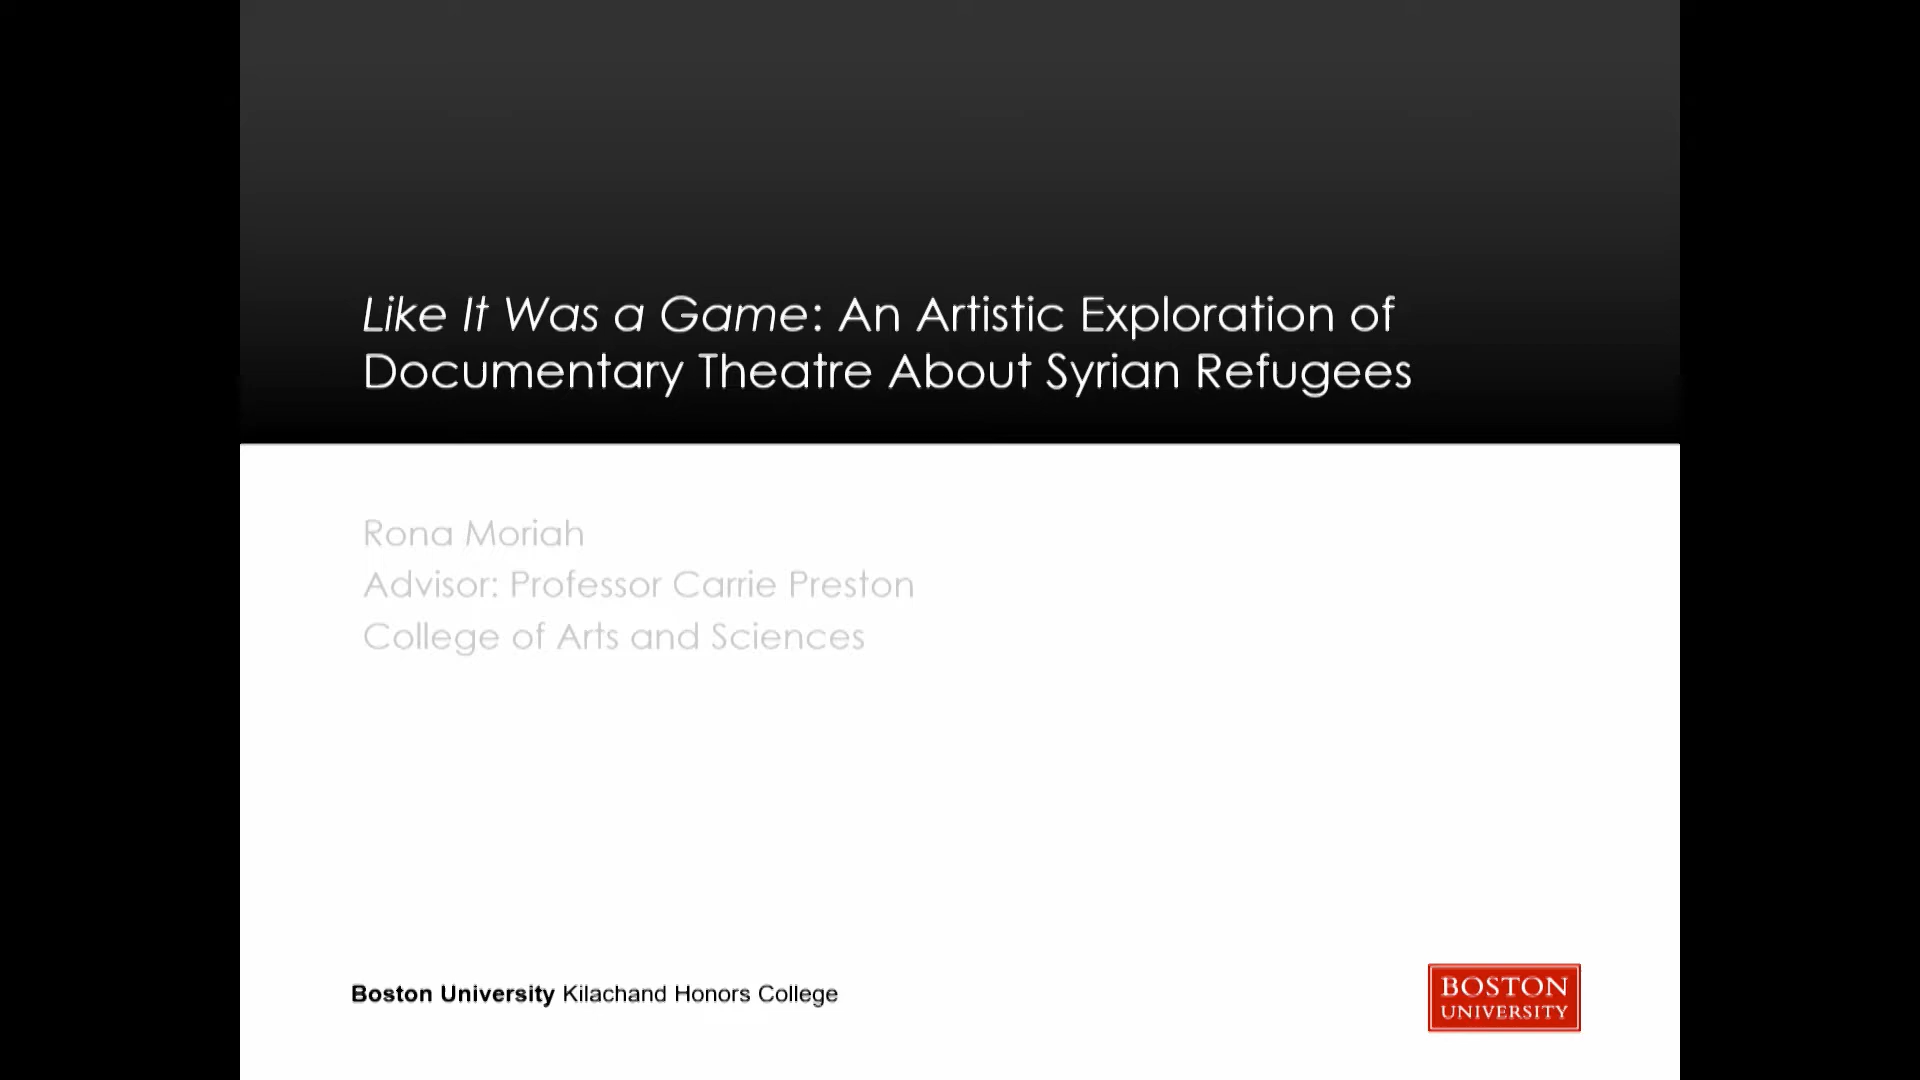 Like It Was a Game: An Artistic Exploration of
Documentary Theatre About Syrian Refugees
Rona Moriah
Advisor: Professor Carrie Preston
College of Arts and Sciences
Boston University Kilachand Honors College
BOSTON
UNIVERSITY